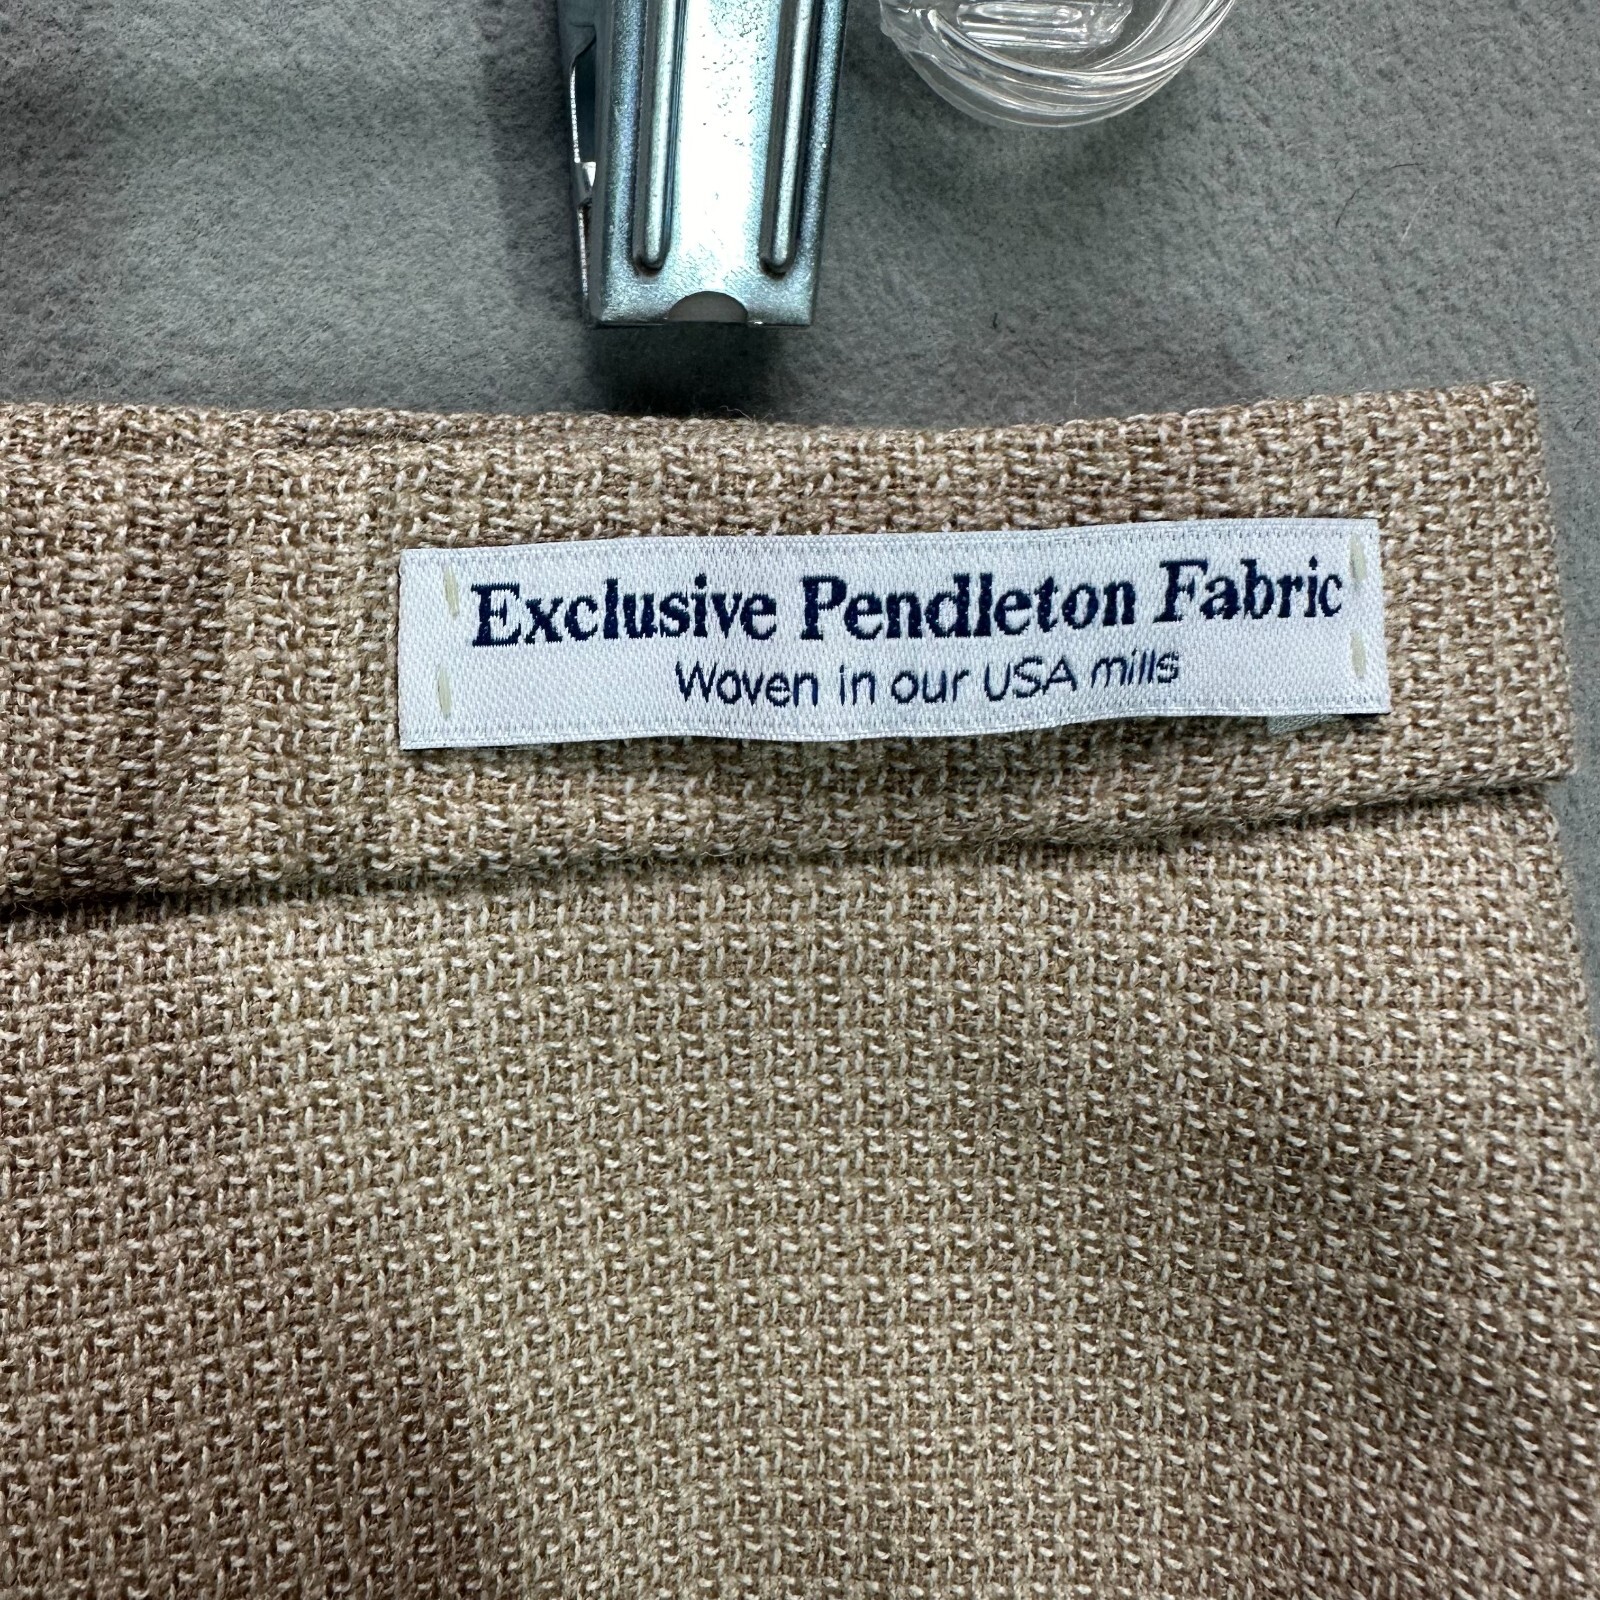 Exclusive Pendleton Fabric
Woven in our USA mills